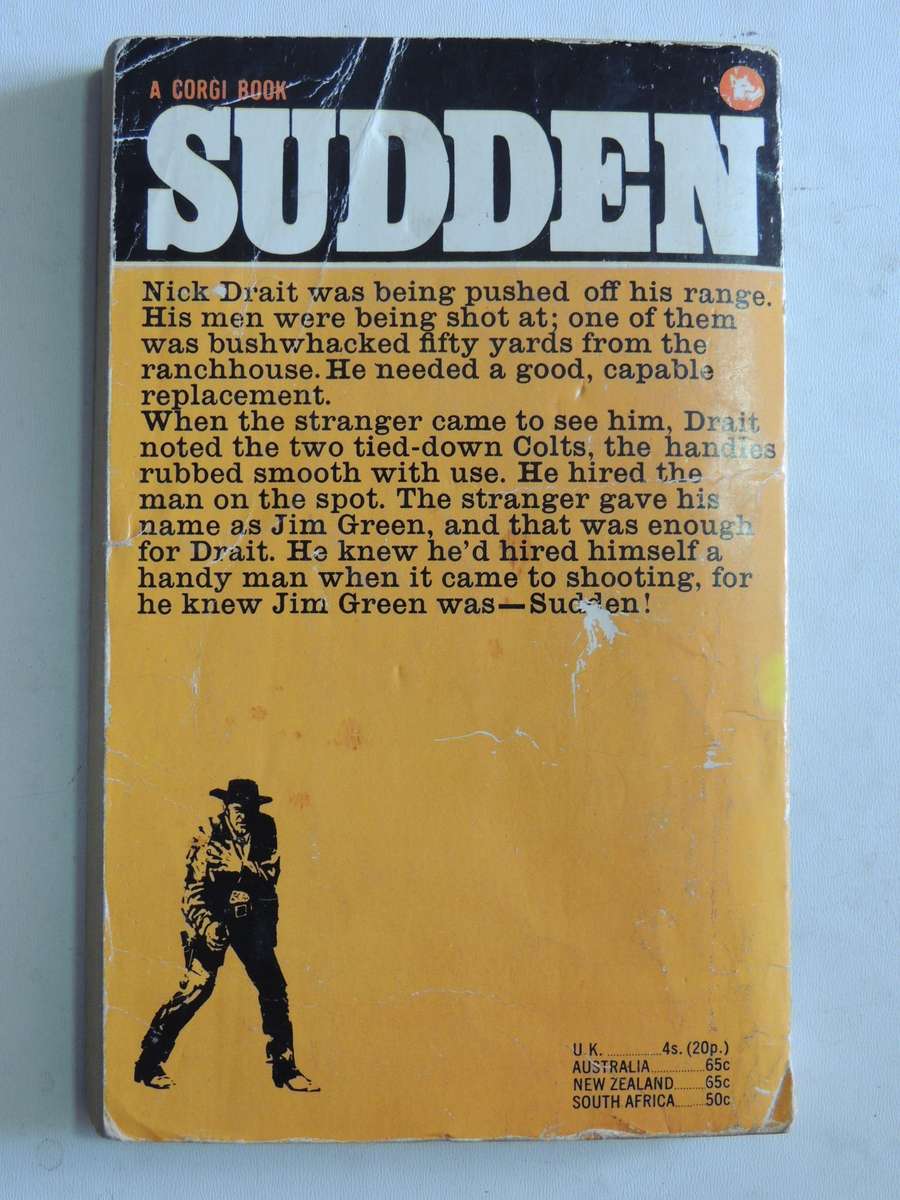 A CORGI BOOK
SUDDEN
Nick Drait was being pushed off his range.
His men were being shot at; one of them
was bushwhacked fifty yards from the
ranchhouse. He needed a good, capable
replacement.
When the stranger came to see him, Drait
noted the two tied-down Colts, the handles
rubbed smooth with use. He hired the
man on the spot. The stranger gave his
name as Jim Green, and that was enough
for Drait. He knew he'd hired himself a
handy man when it came to shooting, for
he knew Jim Green was—Sudden!
U.K. ..................4s. (20p.)
AUSTRALIA..................65c
NEW ZEALAND..........65c
SOUTH AFRICA..........50c